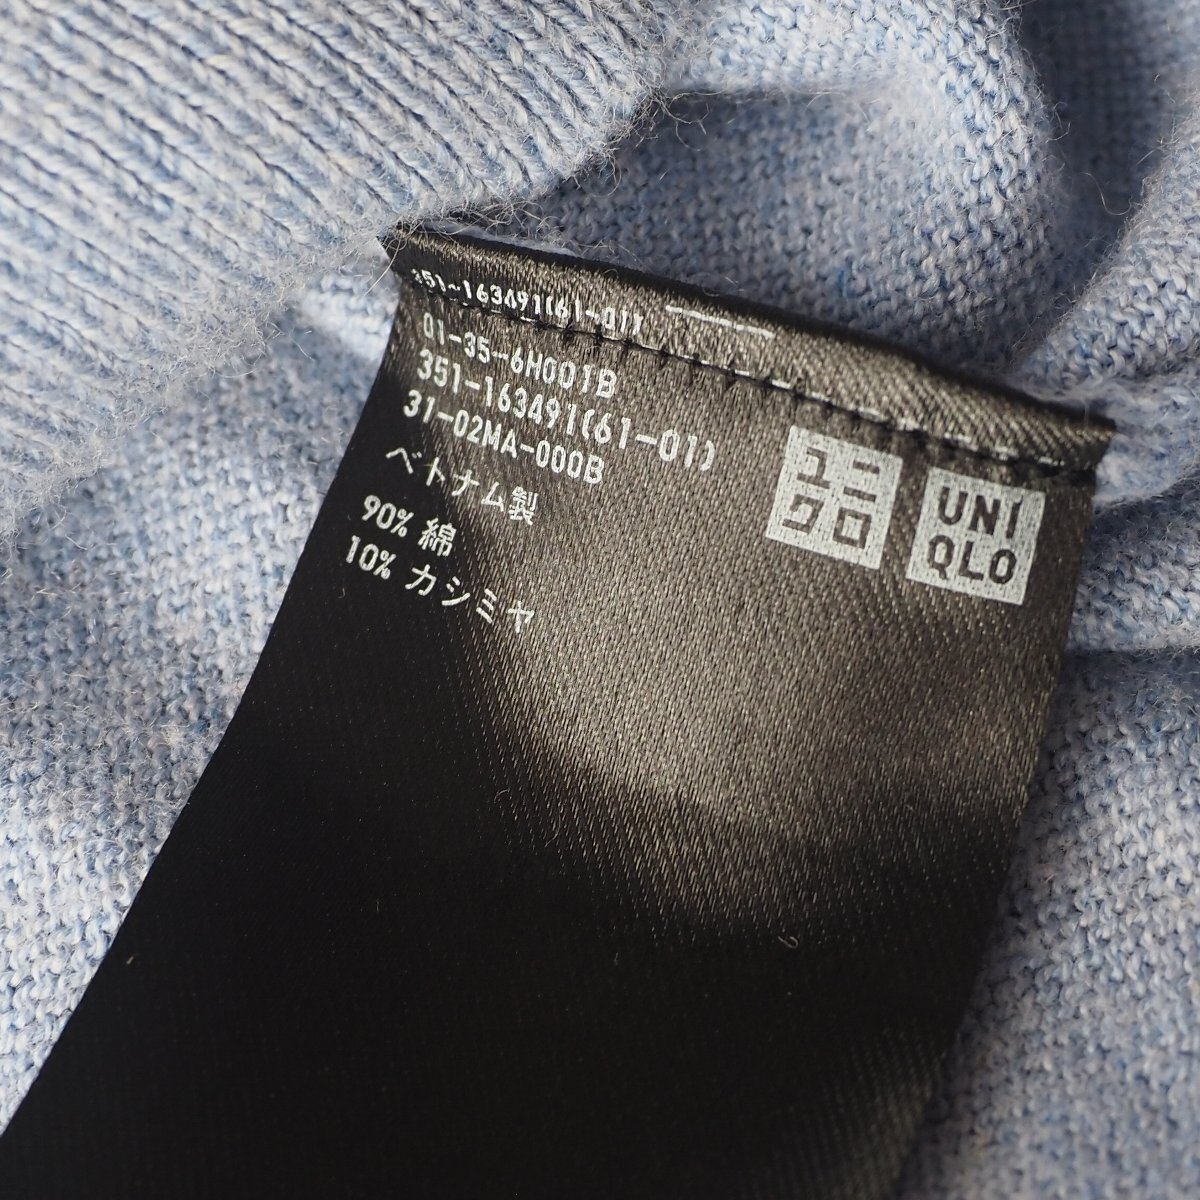 351-163491(61-01)
01-35-6H001B
351-163491(61-01)
31-02MA-000B
ベトナム製
90% 綿
10% カシミヤ
ユニ
クロ
UNI
QLO